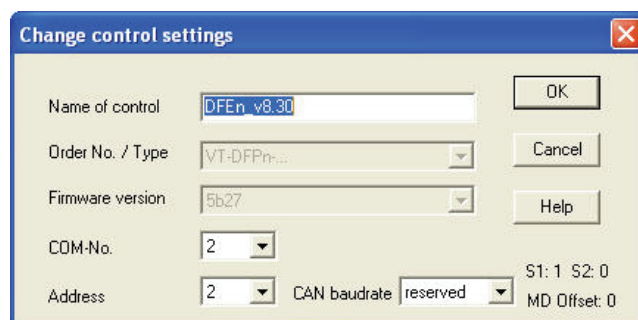 Change control settings
Name of control DFEn_v8.30 OK
Order No. / Type VT-DFPn-... Cancel
Firmware version 5b27 Help
COM-No. 2
S1: 1 S2: 0
Address 2 CAN baudrate reserved MD Offset: 0